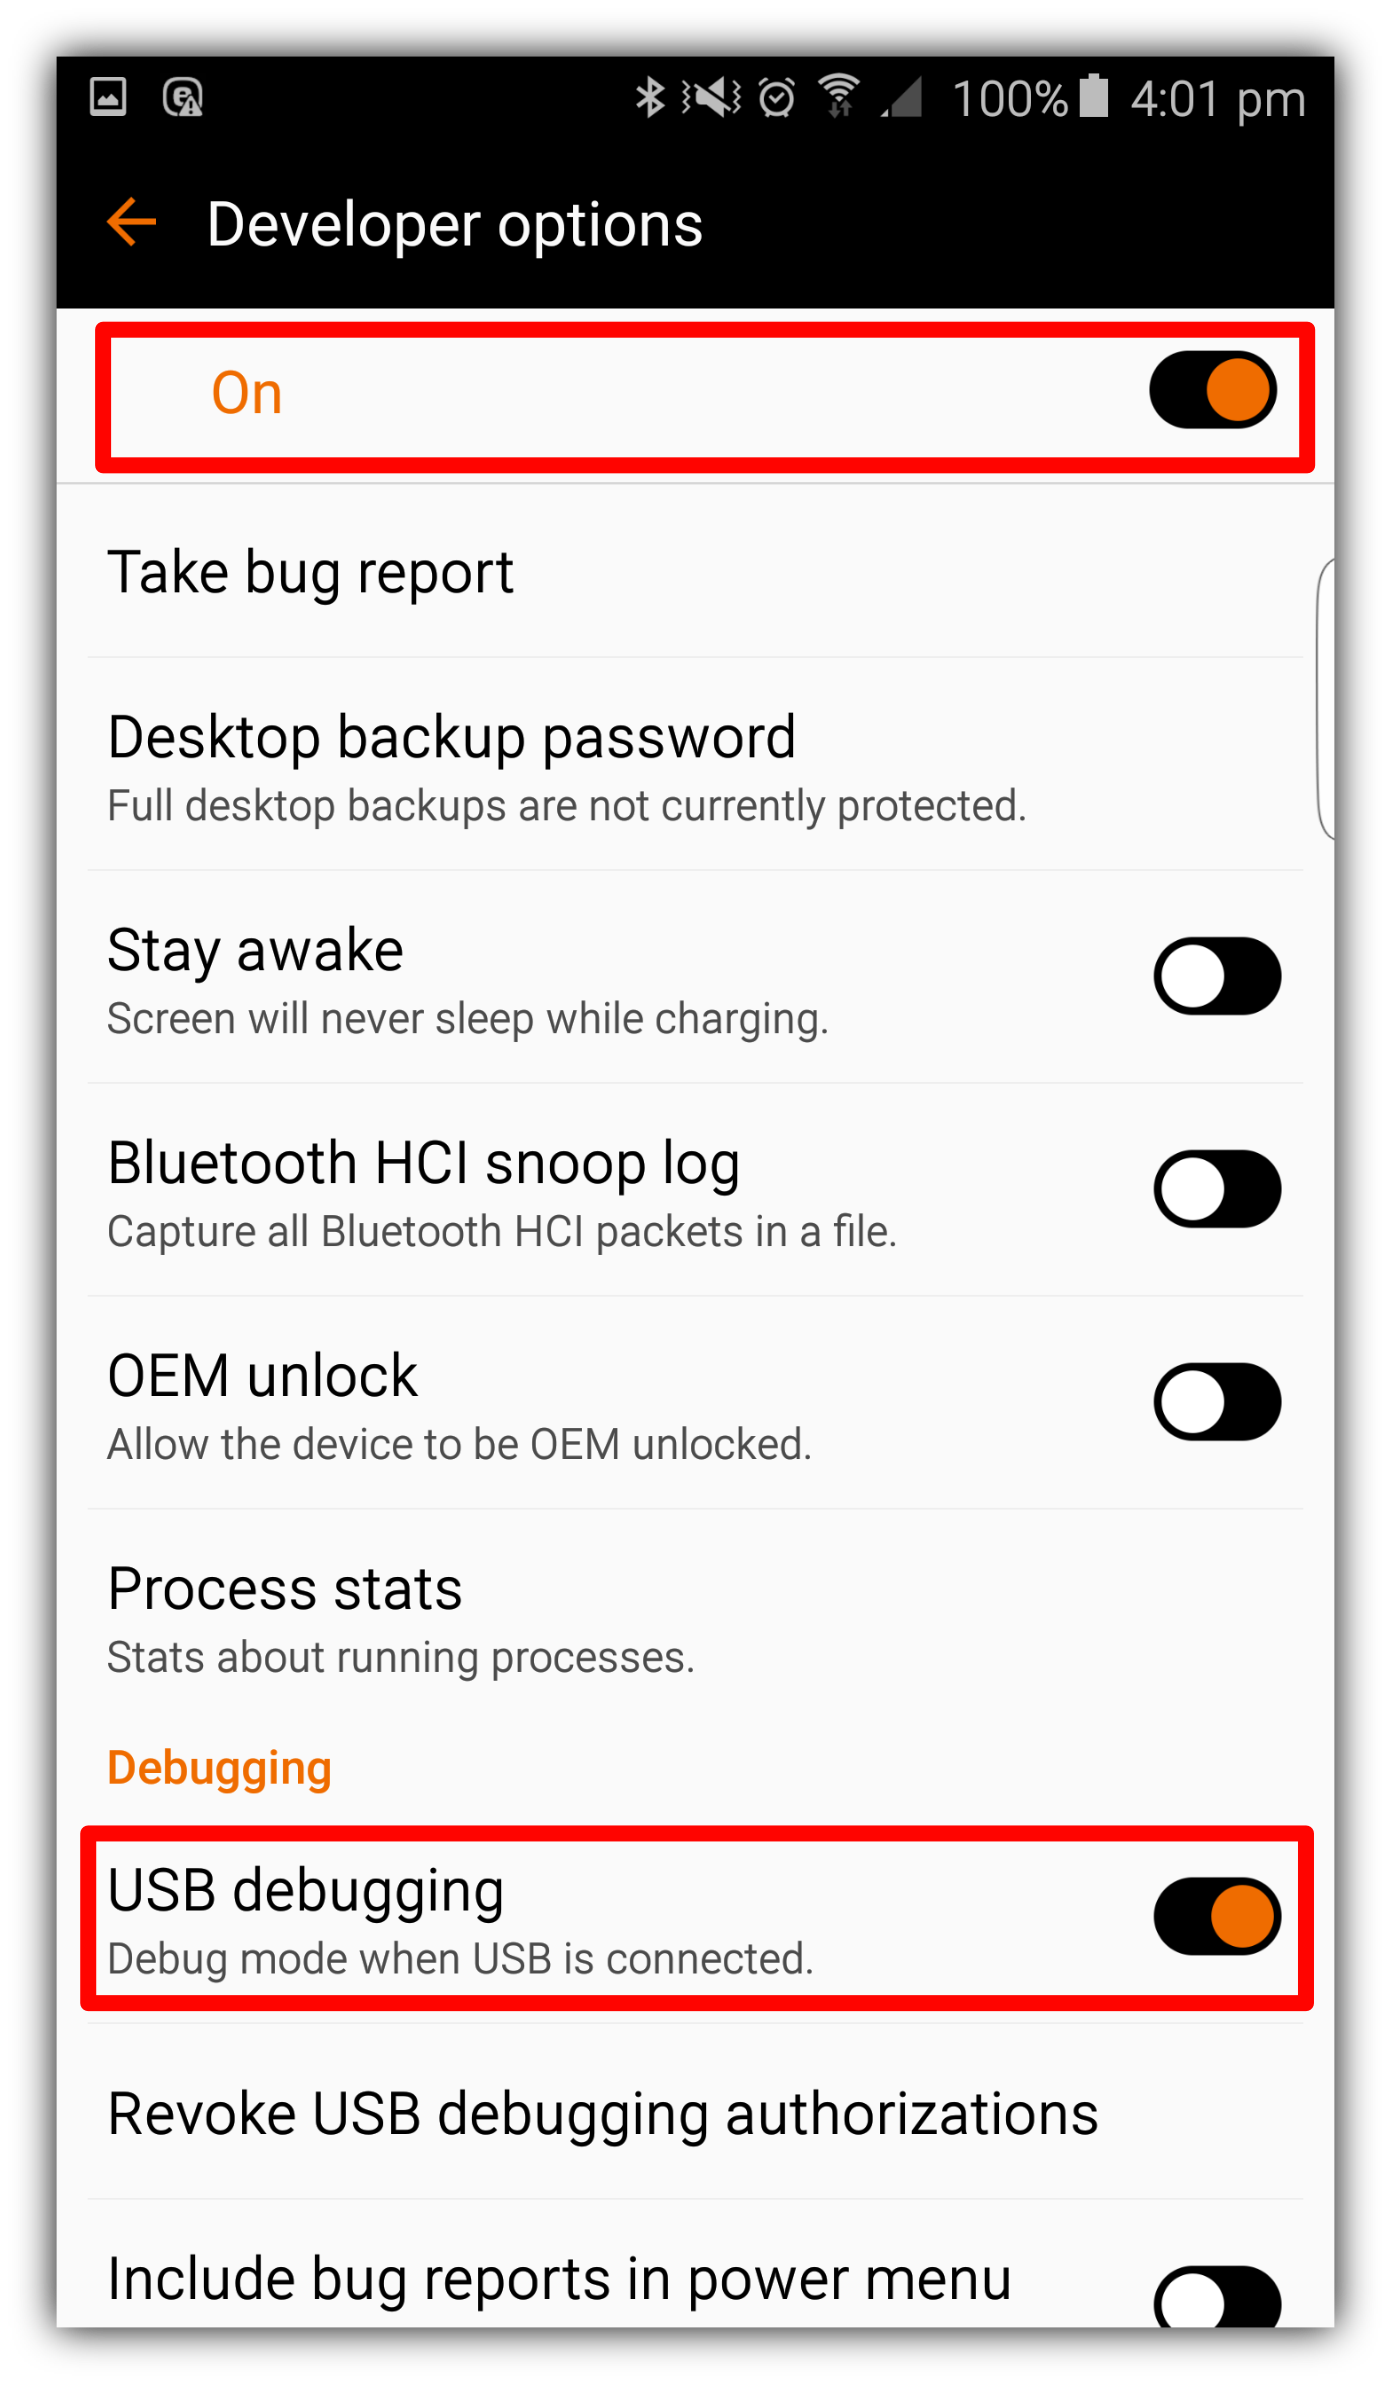 100% 4:01 pm
Developer options
On
Take bug report
Desktop backup password
Full desktop backups are not currently protected.
Stay awake
Screen will never sleep while charging.
Bluetooth HCI snoop log
Capture all Bluetooth HCI packets in a file.
OEM unlock
Allow the device to be OEM unlocked.
Process stats
Stats about running processes.
Debugging
USB debugging
Debug mode when USB is connected.
Revoke USB debugging authorizations
Include bug reports in power menu